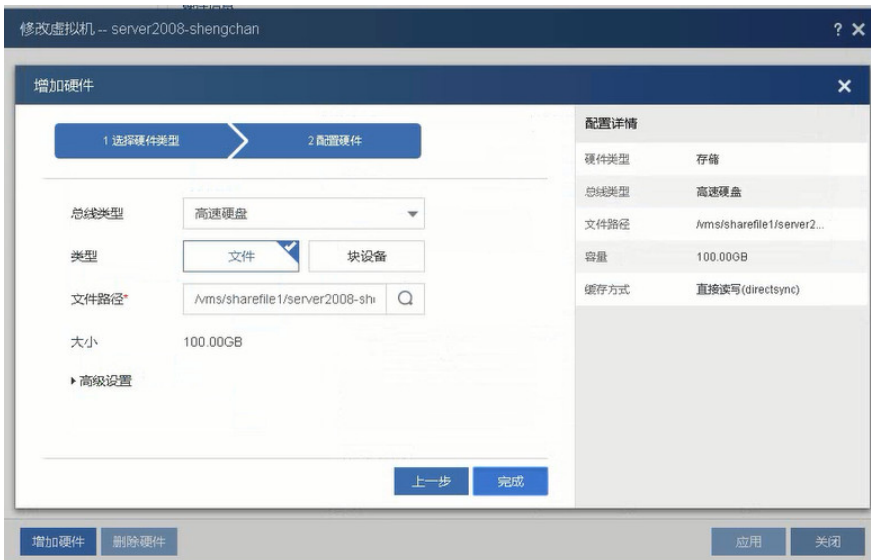 修改虚拟机 -- server2008-shengchan
?
增加硬件
1 选择硬件类型
2 配置硬件
总线类型
高速硬盘
类型
文件
块设备
文件路径*
/vms/sharefile1/server2008-sh
大小
100.00GB
高级设置
上一步
完成
配置详情
硬件类型 存储
总线类型 高速硬盘
文件路径 /vms/sharefile1/server2...
容量 100.00GB
缓存方式 直接读写(directsync)
增加硬件
删除硬件
应用
关闭